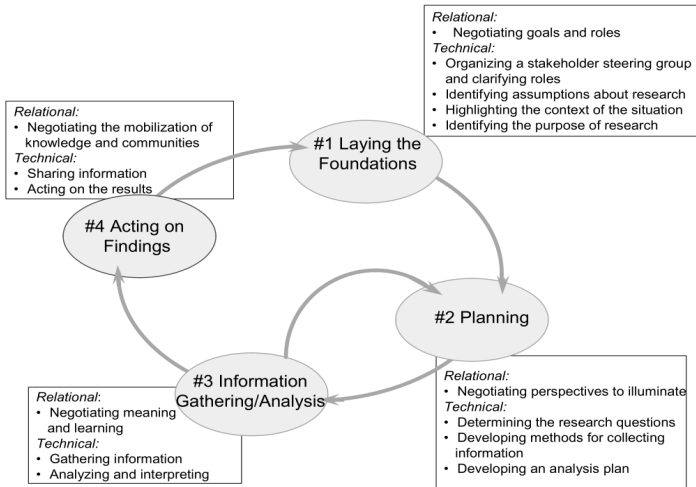 Relational:
• Negotiating goals and roles
Technical:
• Organizing a stakeholder steering group
and clarifying roles
• Identifying assumptions about research
• Highlighting the context of the situation
• Identifying the purpose of research
Relational:
• Negotiating the mobilization of
knowledge and communities
Technical:
• Sharing information
• Acting on the results
#1 Laying the
Foundations
#4 Acting on
Findings
#2 Planning
#3 Information
Gathering/Analysis
Relational:
• Negotiating perspectives to illuminate
Technical:
• Determining the research questions
• Developing methods for collecting
information
• Developing an analysis plan
Relational:
• Negotiating meaning
and learning
Technical:
• Gathering information
• Analyzing and interpreting